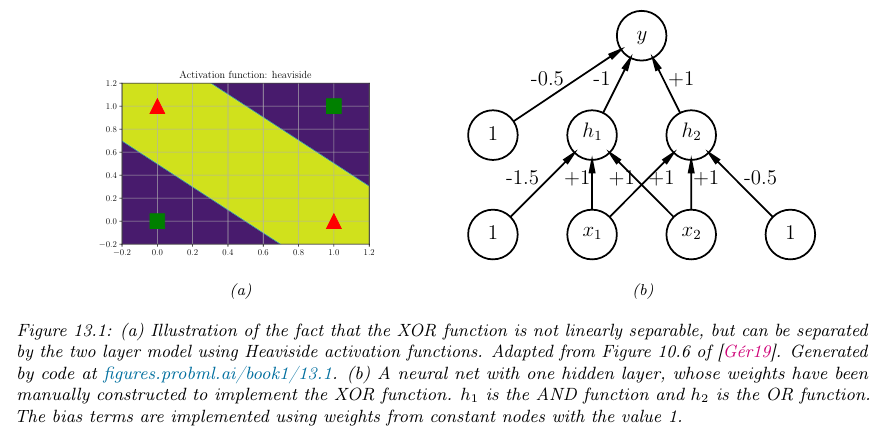 Activation function: heaviside
1.2
1.0
0.8
0.6
0.4
0.2
0.0
−0.2
−0.2 0.0 0.2 0.4 0.6 0.8 1.0 1.2
(a)
y
-0.5 -1 +1
1 h1 h2
-1.5 +1 +1 +1 +1 -0.5
1 x1 x2 1
(b)
Figure 13.1: (a) Illustration of the fact that the XOR function is not linearly separable, but can be separated
by the two layer model using Heaviside activation functions. Adapted from Figure 10.6 of [Gér19]. Generated
by code at figures.probml.ai/book1/13.1. (b) A neural net with one hidden layer, whose weights have been
manually constructed to implement the XOR function. h1 is the AND function and h2 is the OR function.
The bias terms are implemented using weights from constant nodes with the value 1.